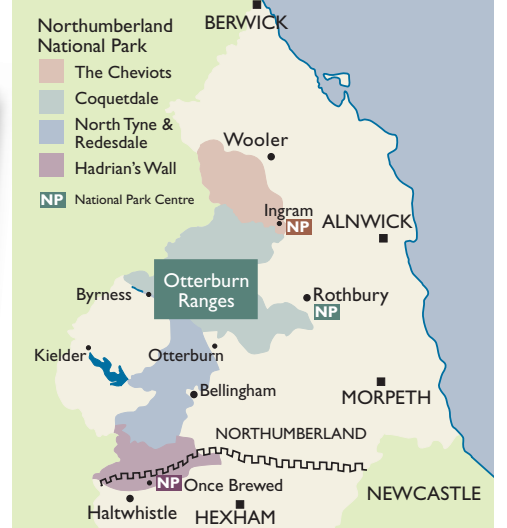 BERWICK
Northumberland
National Park
The Cheviots
Coquetdale
North Tyne &
Redesdale
Hadrian's Wall
NP National Park Centre
Wooler
Ingram
NP
ALNWICK
Otterburn
Ranges
Byrness
Rothbury
NP
Kielder
Otterburn
Bellingham
MORPETH
NORTHUMBERLAND
NP Once Brewed
NEWCASTLE
Haltwhistle
HEXHAM